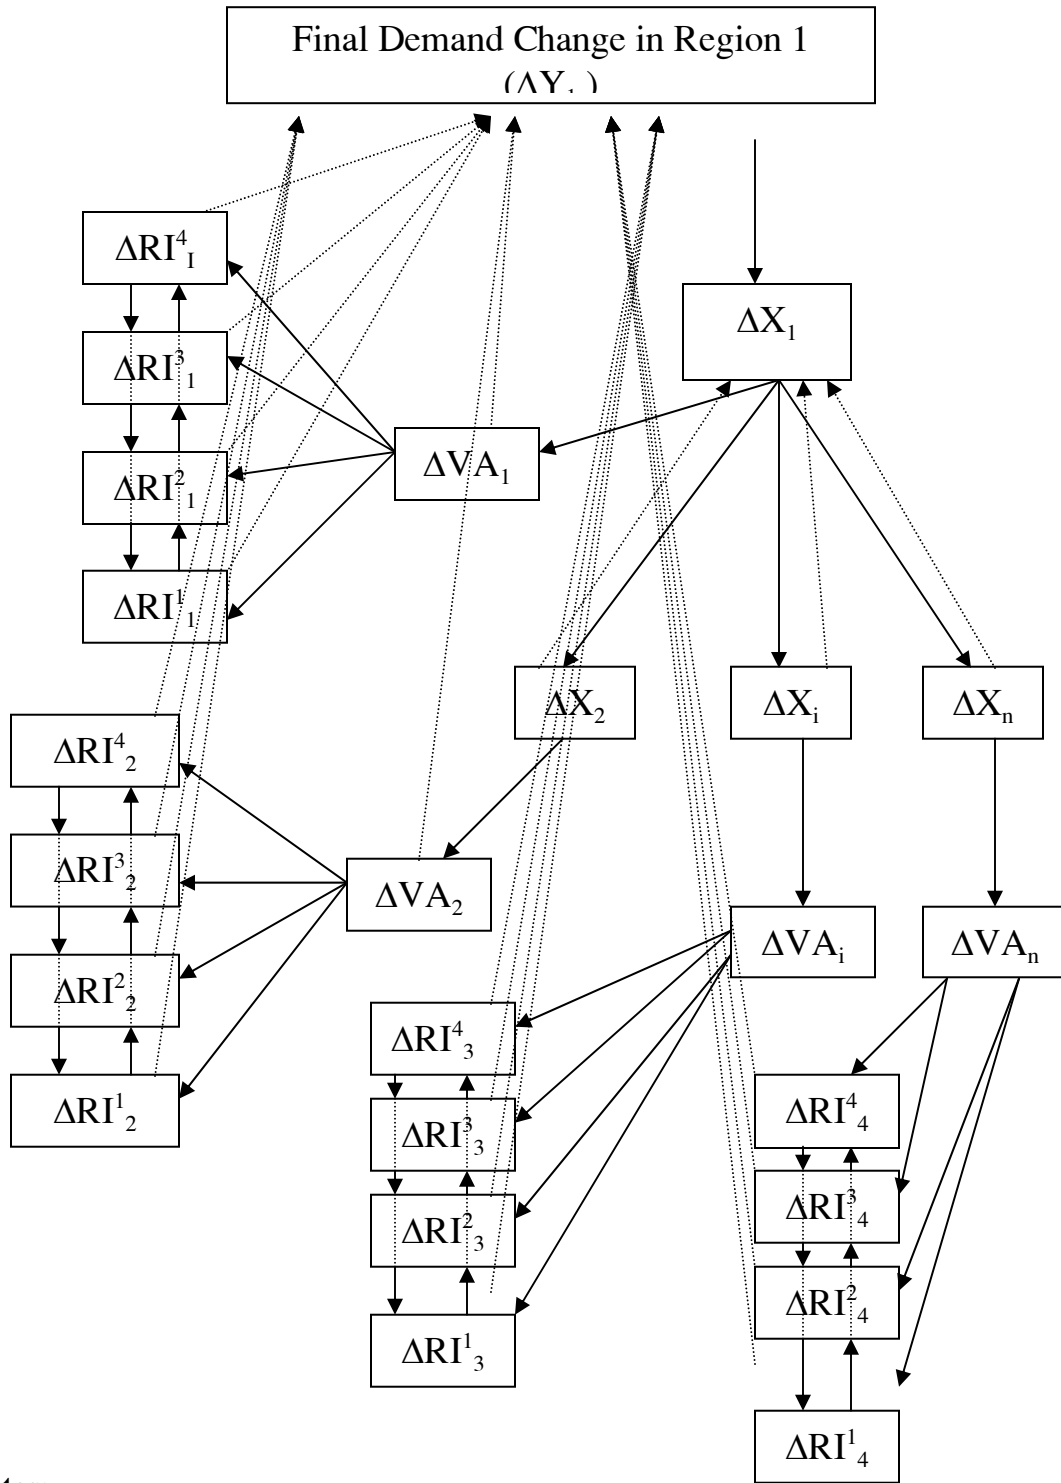 Final Demand Change in Region 1
(ΔY₁)
ΔRI⁴I
ΔX₁
ΔRI³₁
ΔVA₁
ΔRI²₁
ΔRI¹₁
ΔX₂
ΔXᵢ
ΔXₙ
ΔRI⁴₂
ΔRI³₂
ΔVA₂
ΔVAᵢ
ΔVAₙ
ΔRI²₂
ΔRI⁴₃
ΔRI¹₂
ΔRI⁴₄
ΔRI³₃
ΔRI³₄
ΔRI²₃
ΔRI²₄
ΔRI¹₃
ΔRI¹₄